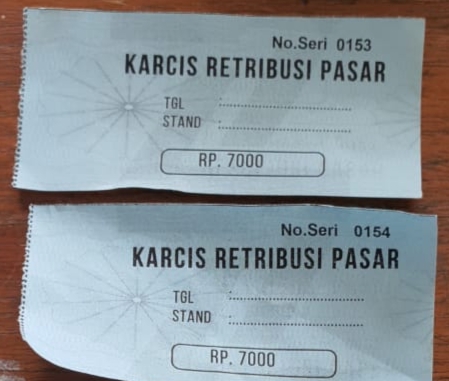 No.Seri 0153
KARCIS RETRIBUSI PASAR
TGL :..............................
STAND :..............................
RP. 7000
No.Seri 0154
KARCIS RETRIBUSI PASAR
TGL :..............................
STAND :..............................
RP. 7000